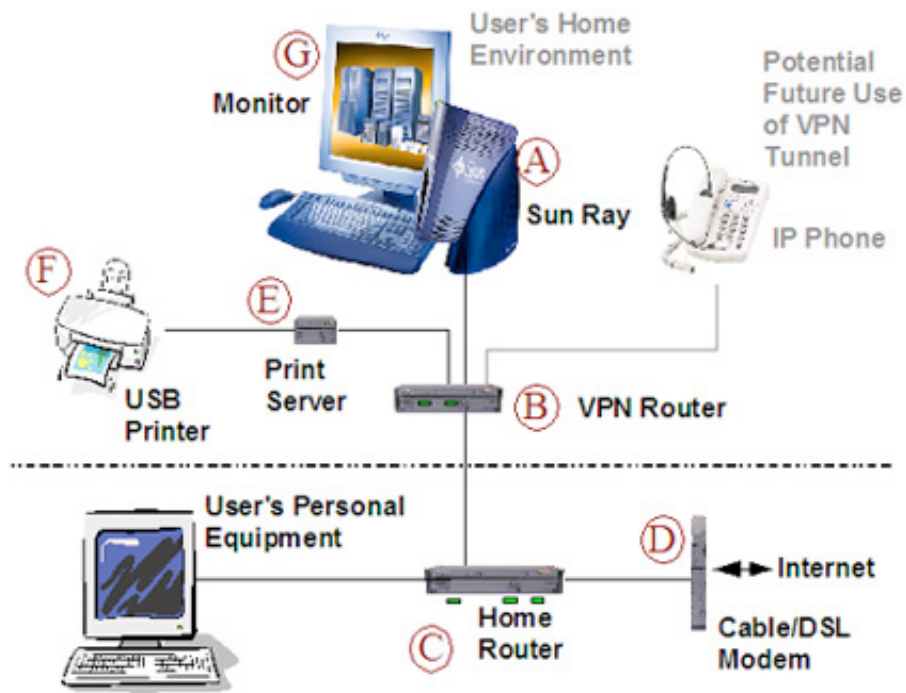 G
Monitor
User's Home
Environment
Potential
Future Use
of VPN
Tunnel
A
Sun Ray
IP Phone
F
E
USB
Printer
Print
Server
B
VPN Router
User's Personal
Equipment
D
Internet
C
Home
Router
Cable/DSL
Modem